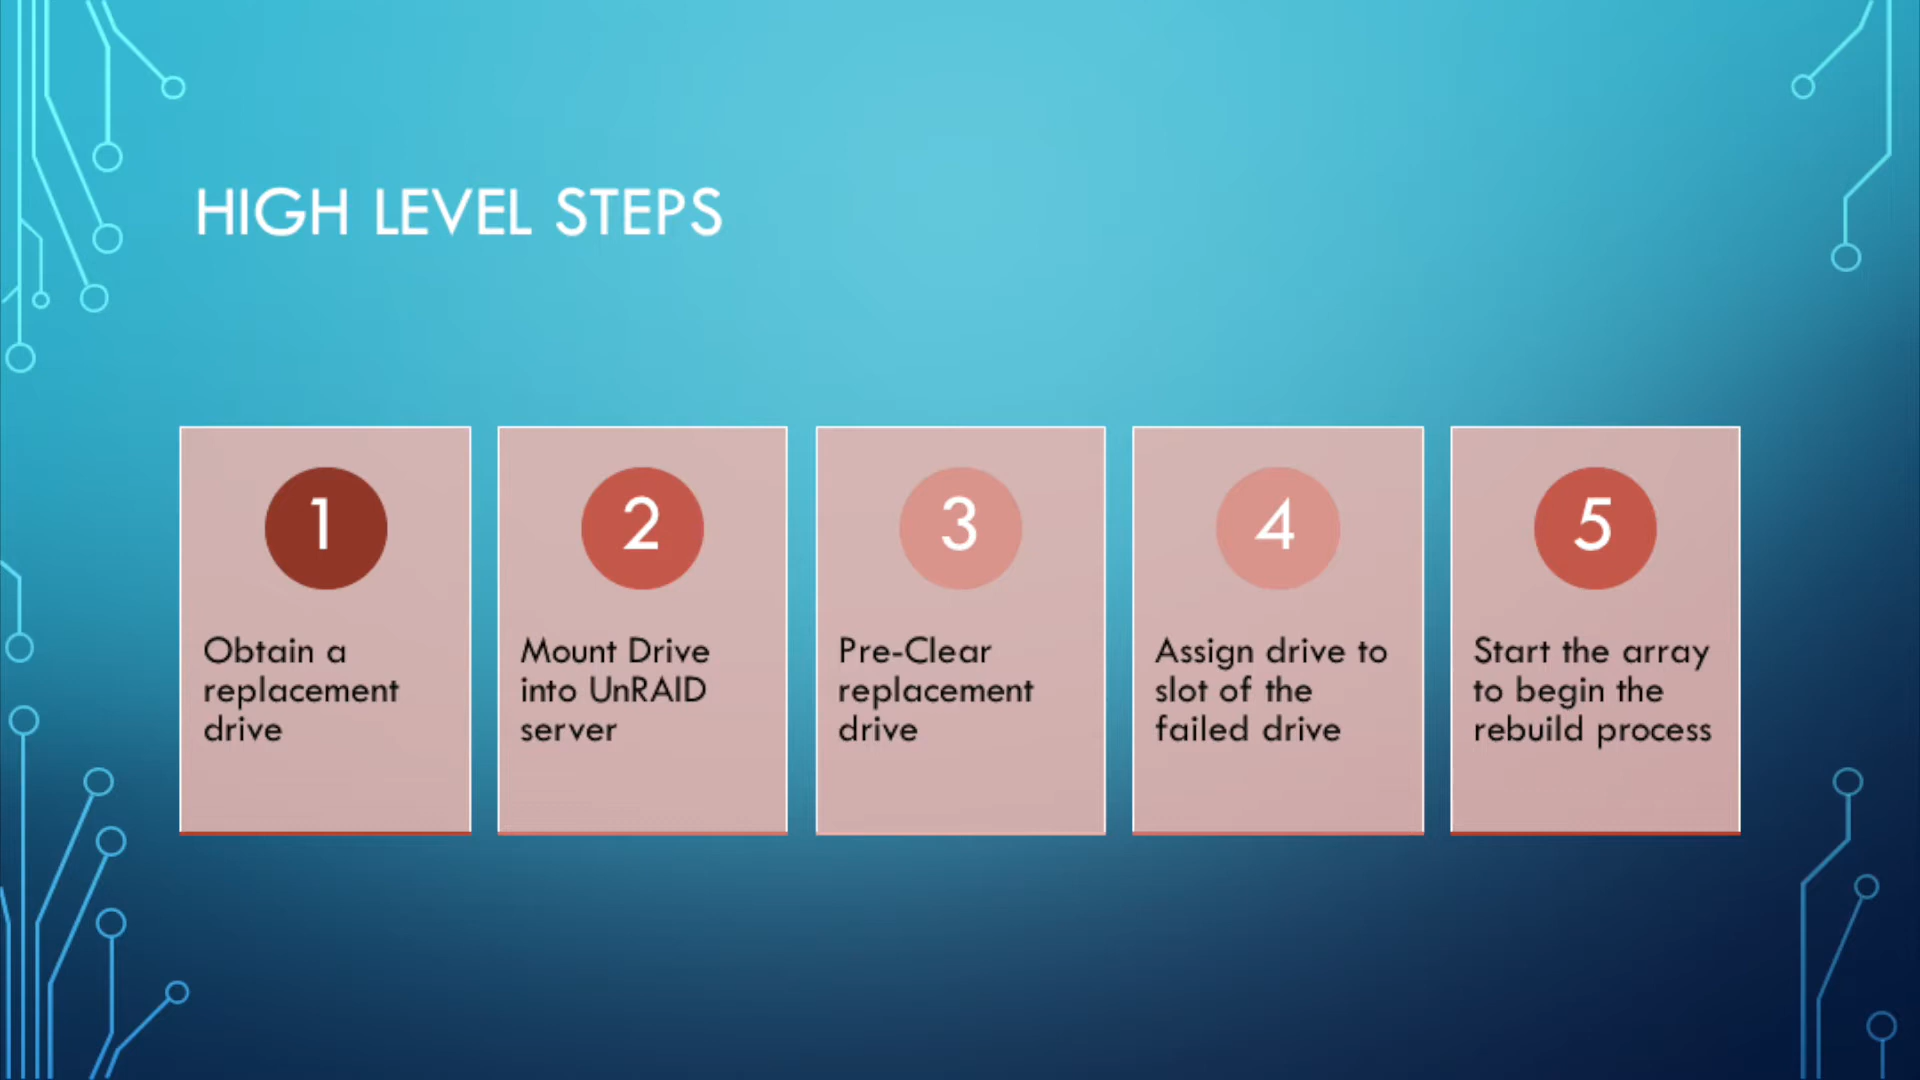 HIGH LEVEL STEPS
1
Obtain a
replacement
drive
2
Mount Drive
into UnRAID
server
3
Pre-Clear
replacement
drive
4
Assign drive to
slot of the
failed drive
5
Start the array
to begin the
rebuild process